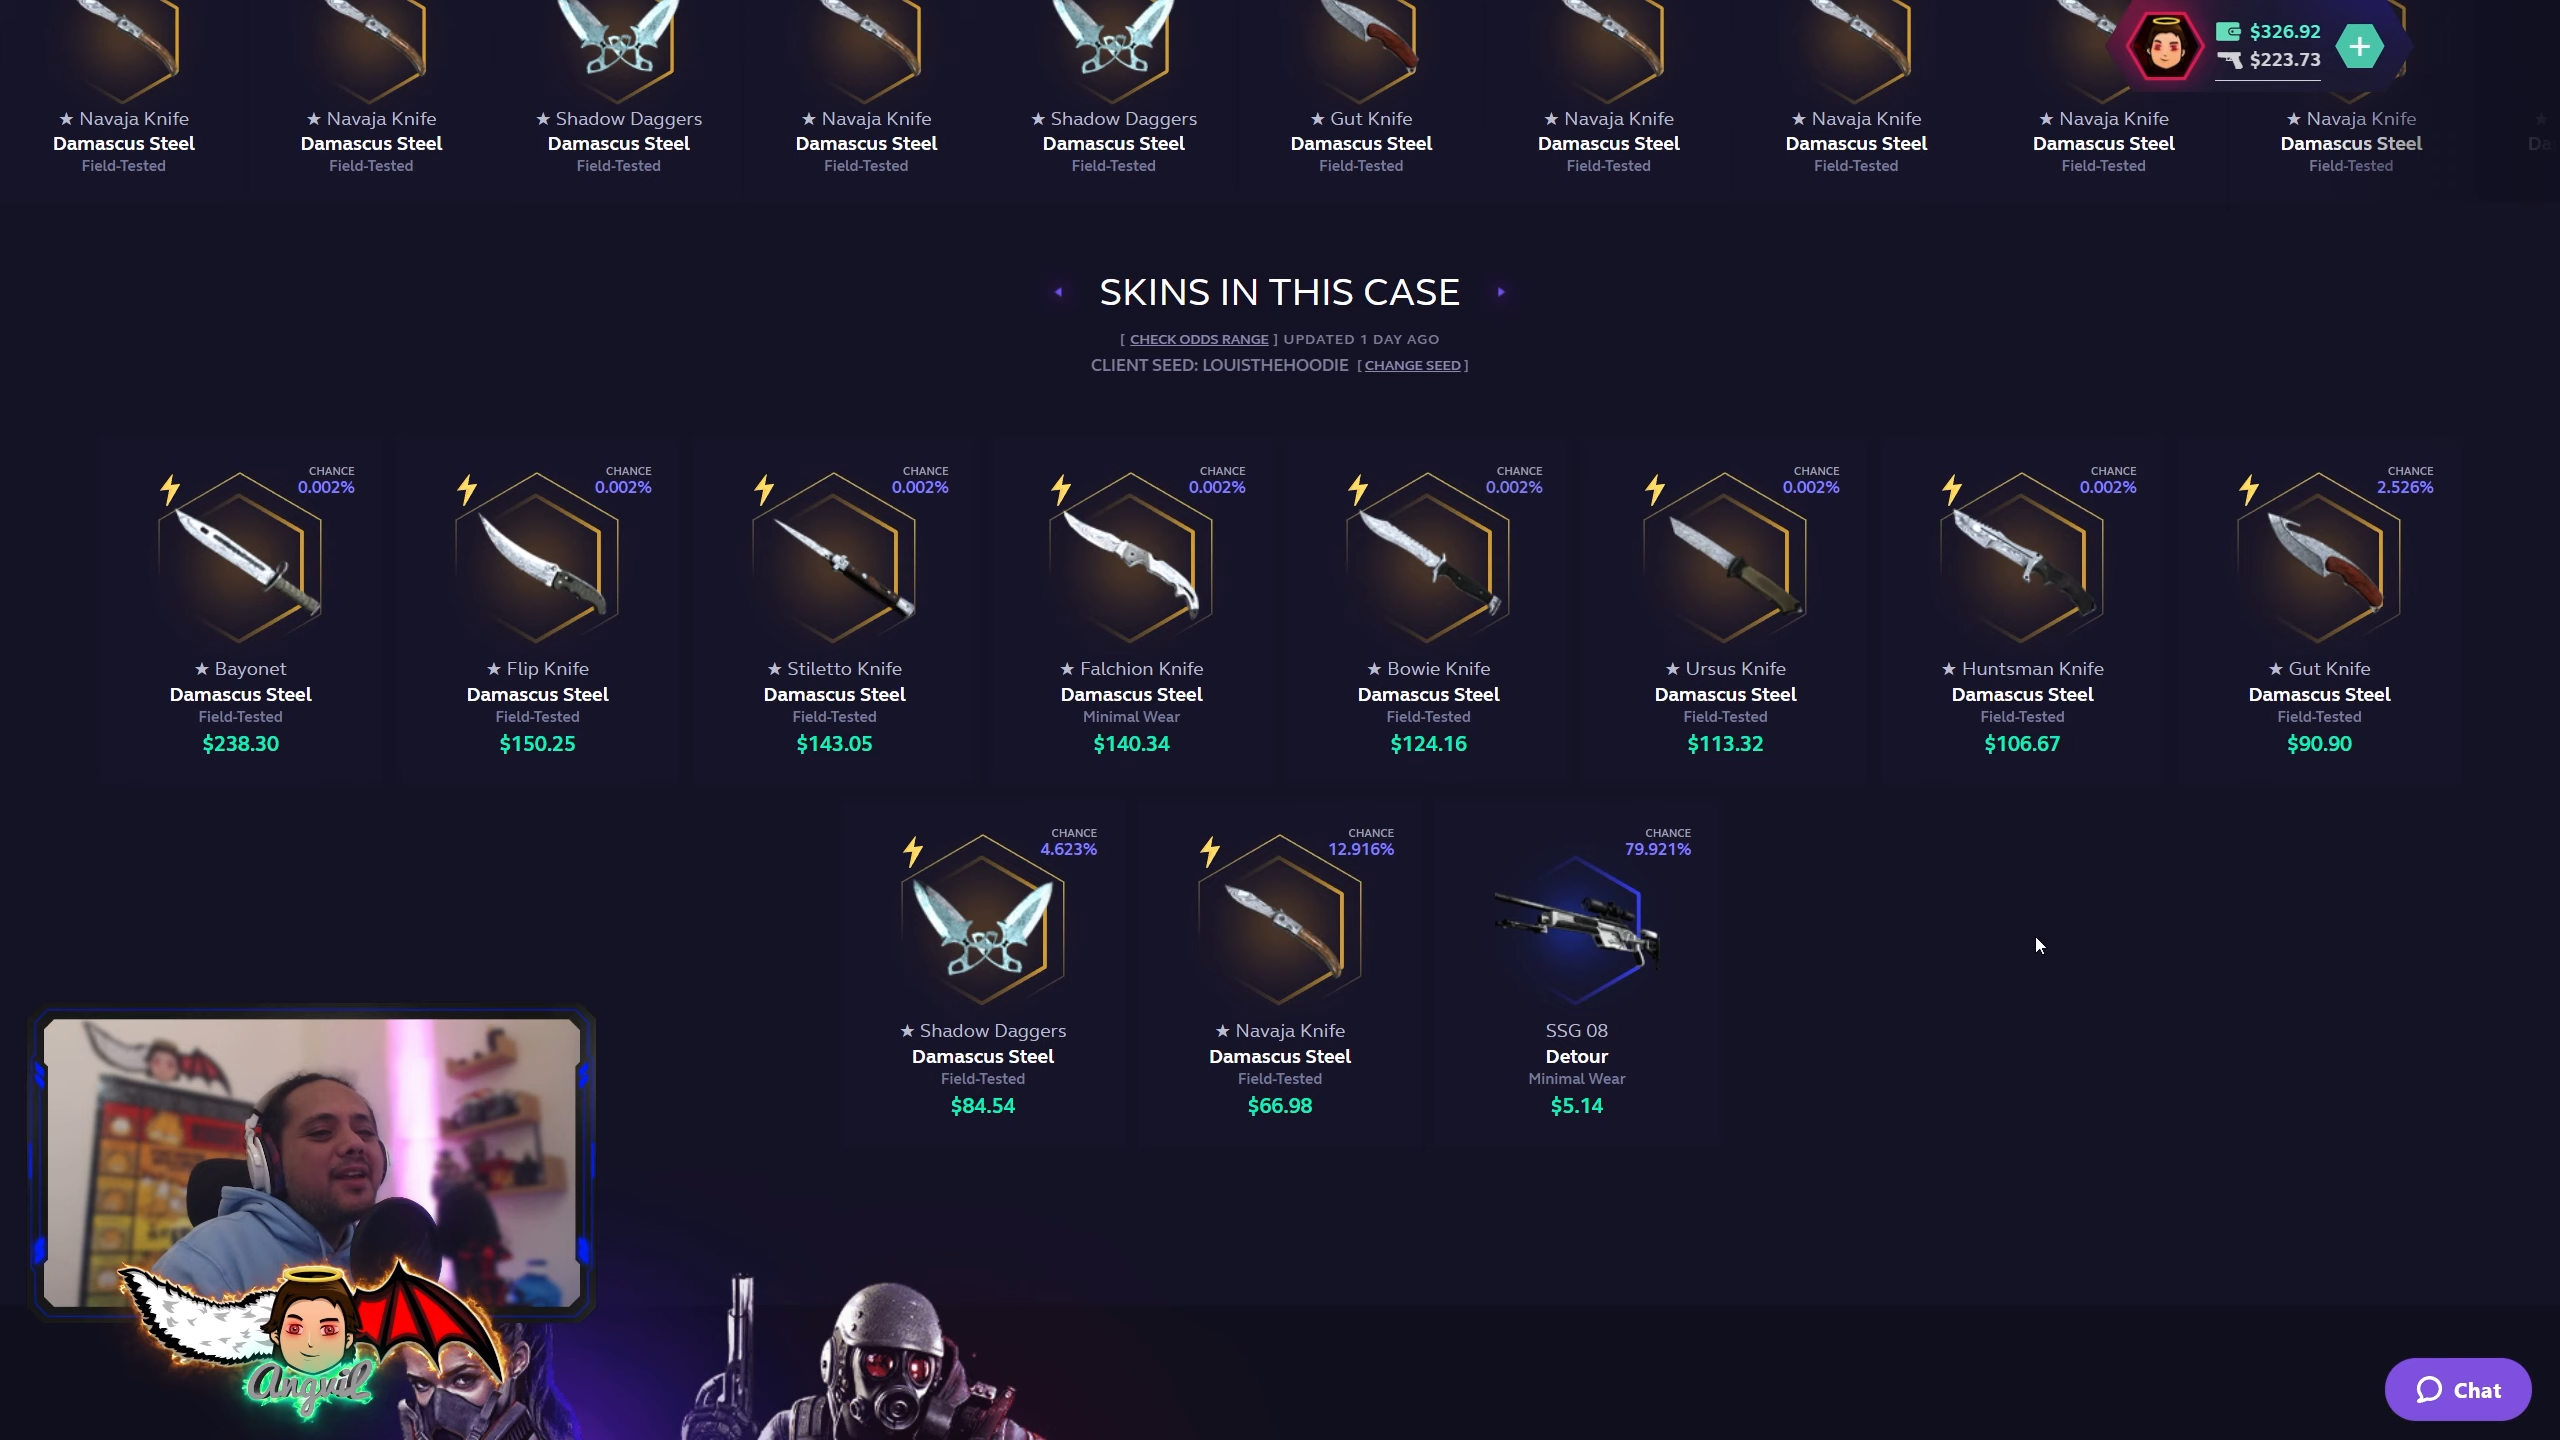 $326.92
$223.73
★ Navaja Knife
Damascus Steel
Field-Tested
★ Navaja Knife
Damascus Steel
Field-Tested
★ Shadow Daggers
Damascus Steel
Field-Tested
★ Navaja Knife
Damascus Steel
Field-Tested
★ Shadow Daggers
Damascus Steel
Field-Tested
★ Gut Knife
Damascus Steel
Field-Tested
★ Navaja Knife
Damascus Steel
Field-Tested
★ Navaja Knife
Damascus Steel
Field-Tested
★ Navaja Knife
Damascus Steel
Field-Tested
★ Navaja Knife
Damascus Steel
Field-Tested
SKINS IN THIS CASE
[ CHECK ODDS RANGE ] UPDATED 1 DAY AGO
CLIENT SEED: LOUISTHEHOODIE [ CHANGE SEED ]
CHANCE
0.002%
★ Bayonet
Damascus Steel
Field-Tested
$238.30
CHANCE
0.002%
★ Flip Knife
Damascus Steel
Field-Tested
$150.25
CHANCE
0.002%
★ Stiletto Knife
Damascus Steel
Field-Tested
$143.05
CHANCE
0.002%
★ Falchion Knife
Damascus Steel
Minimal Wear
$140.34
CHANCE
0.002%
★ Bowie Knife
Damascus Steel
Field-Tested
$124.16
CHANCE
0.002%
★ Ursus Knife
Damascus Steel
Field-Tested
$113.32
CHANCE
0.002%
★ Huntsman Knife
Damascus Steel
Field-Tested
$106.67
CHANCE
2.526%
★ Gut Knife
Damascus Steel
Field-Tested
$90.90
CHANCE
4.623%
★ Shadow Daggers
Damascus Steel
Field-Tested
$84.54
CHANCE
12.916%
★ Navaja Knife
Damascus Steel
Field-Tested
$66.98
CHANCE
79.921%
SSG 08
Detour
Minimal Wear
$5.14
Angvil
Chat